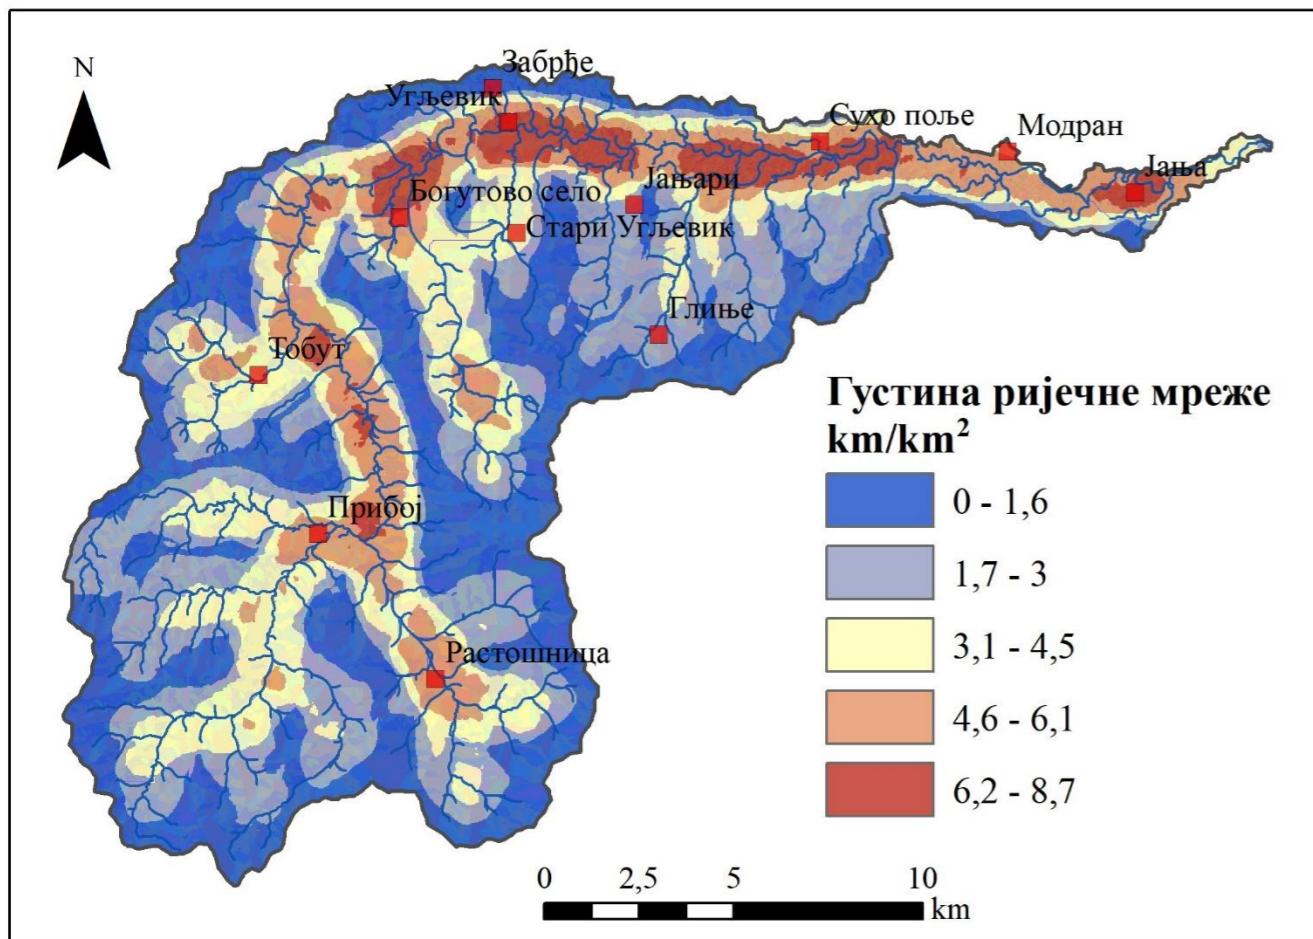 N
Забрђе
Угљевик
Сухо поље
Модран
Јања
Богутово село
Јањари
Стари Угљевик
Глиње
Тобут
Прибој
Растошница
Густина ријечне мреже
km/km²
0 - 1,6
1,7 - 3
3,1 - 4,5
4,6 - 6,1
6,2 - 8,7
0 2,5 5 10
km